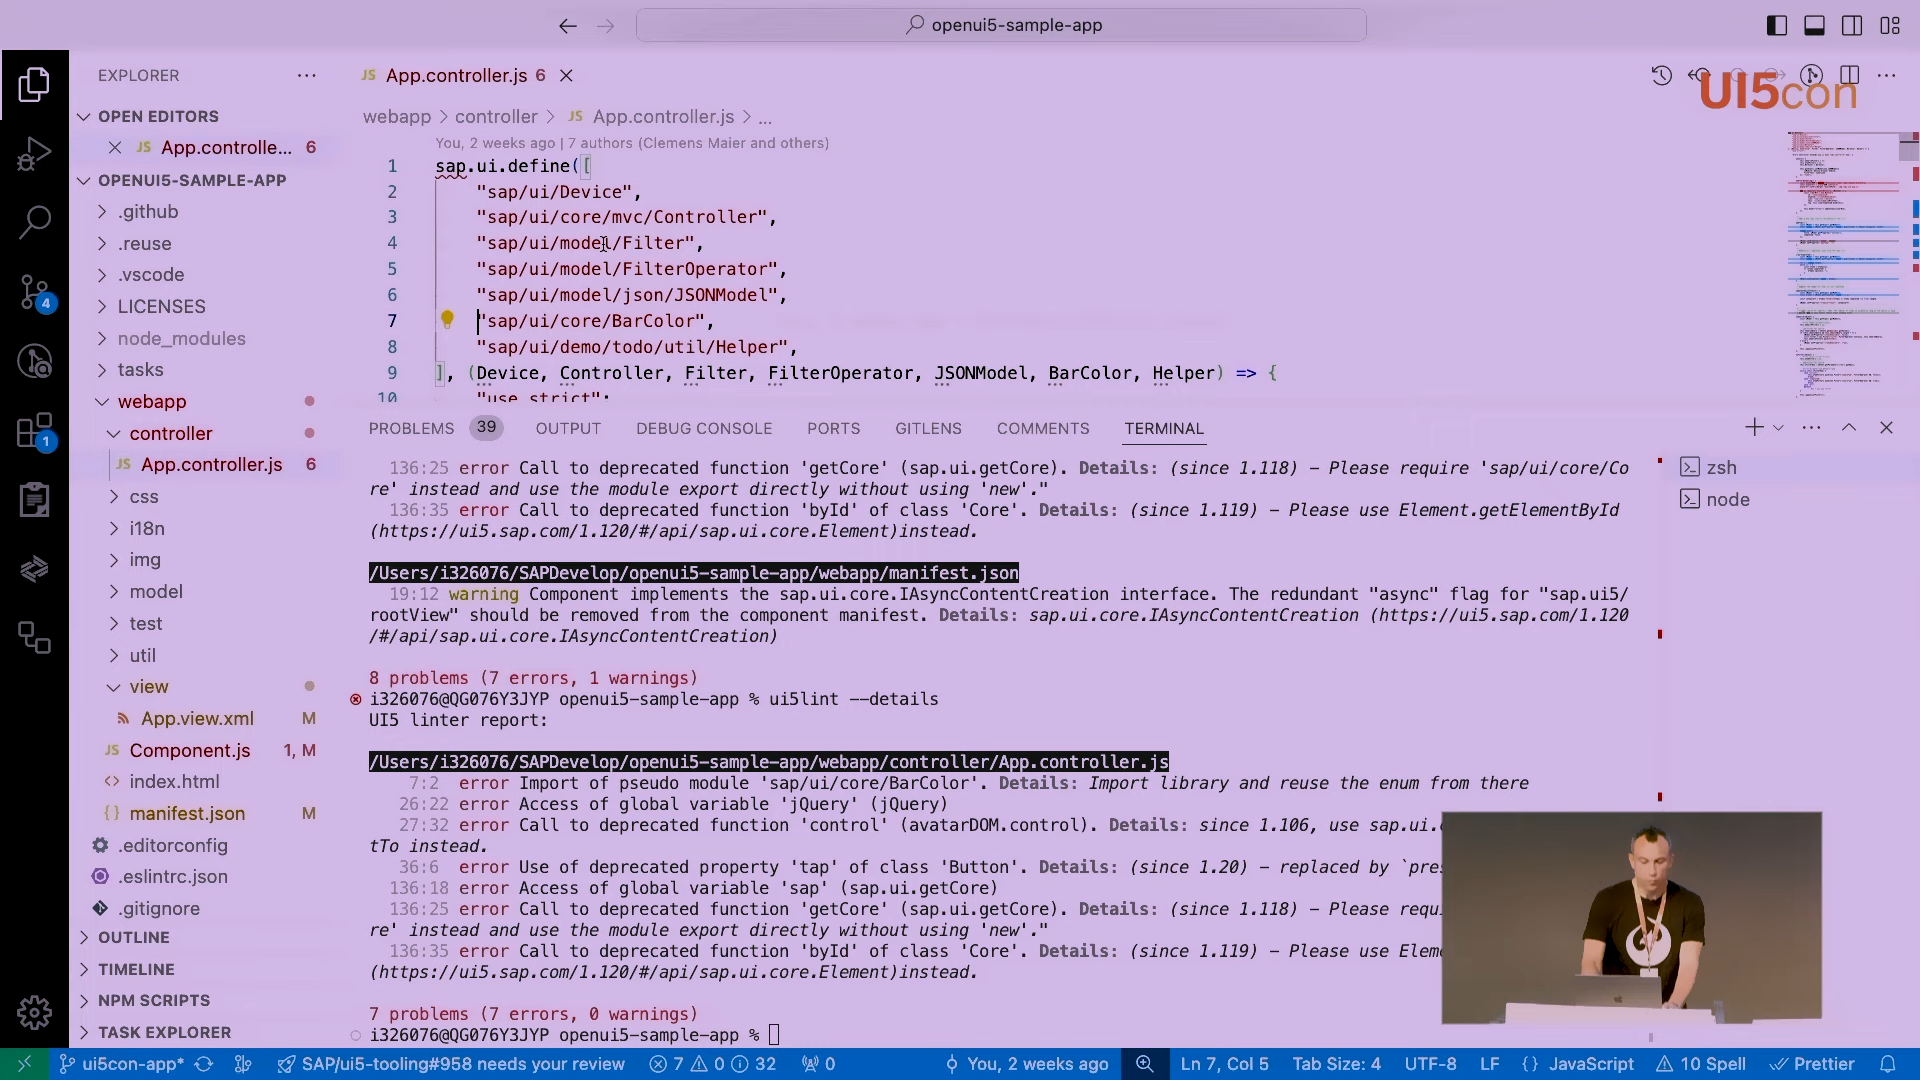 openui5-sample-app
EXPLORER
OPEN EDITORS
App.controlle... 6
OPENUI5-SAMPLE-APP
.github
.reuse
.vscode
LICENSES
node_modules
tasks
webapp
controller
JS App.controller.js 6
css
i18n
img
model
test
util
view
App.view.xml M
JS Component.js 1, M
index.html
manifest.json M
.editorconfig
.eslintrc.json
.gitignore
OUTLINE
TIMELINE
NPM SCRIPTS
TASK EXPLORER
4
1
JS App.controller.js 6
UI5con
webapp > controller > JS App.controller.js > ...
You, 2 weeks ago | 7 authors (Clemens Maier and others)
1 sap.ui.define([
2 "sap/ui/Device",
3 "sap/ui/core/mvc/Controller",
4 "sap/ui/model/Filter",
5 "sap/ui/model/FilterOperator",
6 "sap/ui/model/json/JSONModel",
7 "sap/ui/core/BarColor",
8 "sap/ui/demo/todo/util/Helper",
9 ], (Device, Controller, Filter, FilterOperator, JSONModel, BarColor, Helper) => {
10 "use strict";
PROBLEMS 39 OUTPUT DEBUG CONSOLE PORTS GITLENS COMMENTS TERMINAL
136:25 error Call to deprecated function 'getCore' (sap.ui.getCore). Details: (since 1.118) – Please require 'sap/ui/core/Co
re' instead and use the module export directly without using 'new'."
136:35 error Call to deprecated function 'byId' of class 'Core'. Details: (since 1.119) – Please use Element.getElementById
(https://ui5.sap.com/1.120/#/api/sap.ui.core.Element)instead.
/Users/i326076/SAPDevelop/openui5-sample-app/webapp/manifest.json
19:12 warning Component implements the sap.ui.core.IAsyncContentCreation interface. The redundant "async" flag for "sap.ui5/
rootView" should be removed from the component manifest. Details: sap.ui.core.IAsyncContentCreation (https://ui5.sap.com/1.120
/#/api/sap.ui.core.IAsyncContentCreation)
8 problems (7 errors, 1 warnings)
i326076@QG076Y3JYP openui5-sample-app % ui5lint --details
UI5 linter report:
/Users/i326076/SAPDevelop/openui5-sample-app/webapp/controller/App.controller.js
7:2 error Import of pseudo module 'sap/ui/core/BarColor'. Details: Import library and reuse the enum from there
26:22 error Access of global variable 'jQuery' (jQuery)
27:32 error Call to deprecated function 'control' (avatarDOM.control). Details: since 1.106, use sap.ui.
tTo instead.
36:6 error Use of deprecated property 'tap' of class 'Button'. Details: (since 1.20) – replaced by `pres
136:18 error Access of global variable 'sap' (sap.ui.getCore)
136:25 error Call to deprecated function 'getCore' (sap.ui.getCore). Details: (since 1.118) – Please requ
re' instead and use the module export directly without using 'new'."
136:35 error Call to deprecated function 'byId' of class 'Core'. Details: (since 1.119) – Please use Elem
(https://ui5.sap.com/1.120/#/api/sap.ui.core.Element)instead.
7 problems (7 errors, 0 warnings)
i326076@QG076Y3JYP openui5-sample-app %
zsh
node
ui5con-app* SAP/ui5-tooling#958 needs your review 7 0 32 0 You, 2 weeks ago Ln 7, Col 5 Tab Size: 4 UTF-8 LF {} JavaScript 10 Spell Prettier